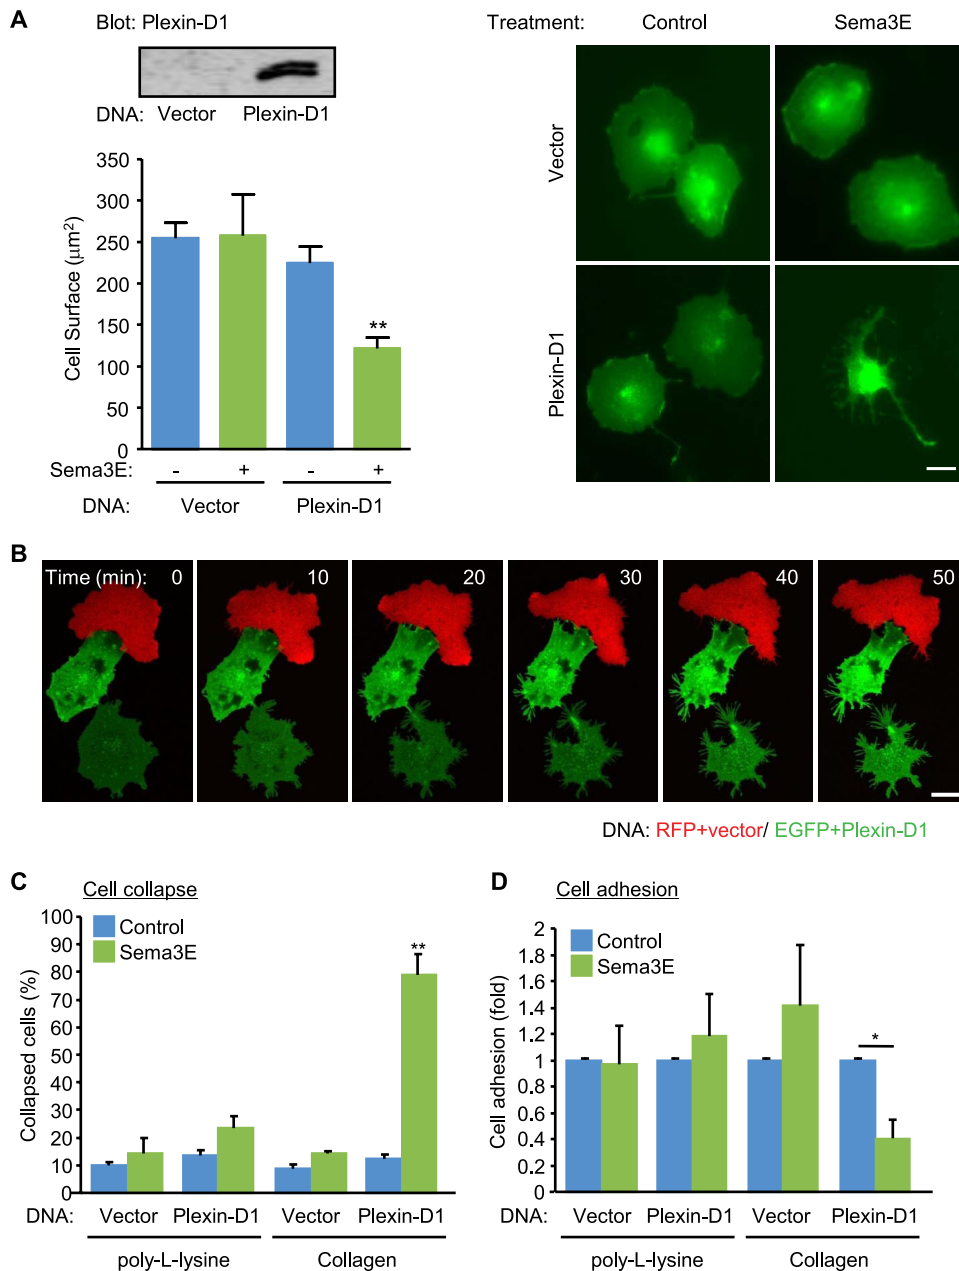 A
Blot: Plexin-D1
DNA: Vector Plexin-D1
350
300
250
200
150
100
50
0
Cell Surface (μm²)
**
Sema3E: - + - +
DNA: Vector Plexin-D1
Treatment: Control Sema3E
Vector
Plexin-D1
B
Time (min): 0 10 20 30 40 50
DNA: RFP+vector/ EGFP+Plexin-D1
C
Cell collapse
100
90
80
70
60
50
40
30
20
10
0
Collapsed cells (%)
Control
Sema3E
**
DNA: Vector Plexin-D1 Vector Plexin-D1
poly-L-lysine Collagen
D
Cell adhesion
2
1.8
1.6
1.4
1.2
1
0.8
0.6
0.4
0.2
0
Cell adhesion (fold)
Control
Sema3E
*
DNA: Vector Plexin-D1 Vector Plexin-D1
poly-L-lysine Collagen